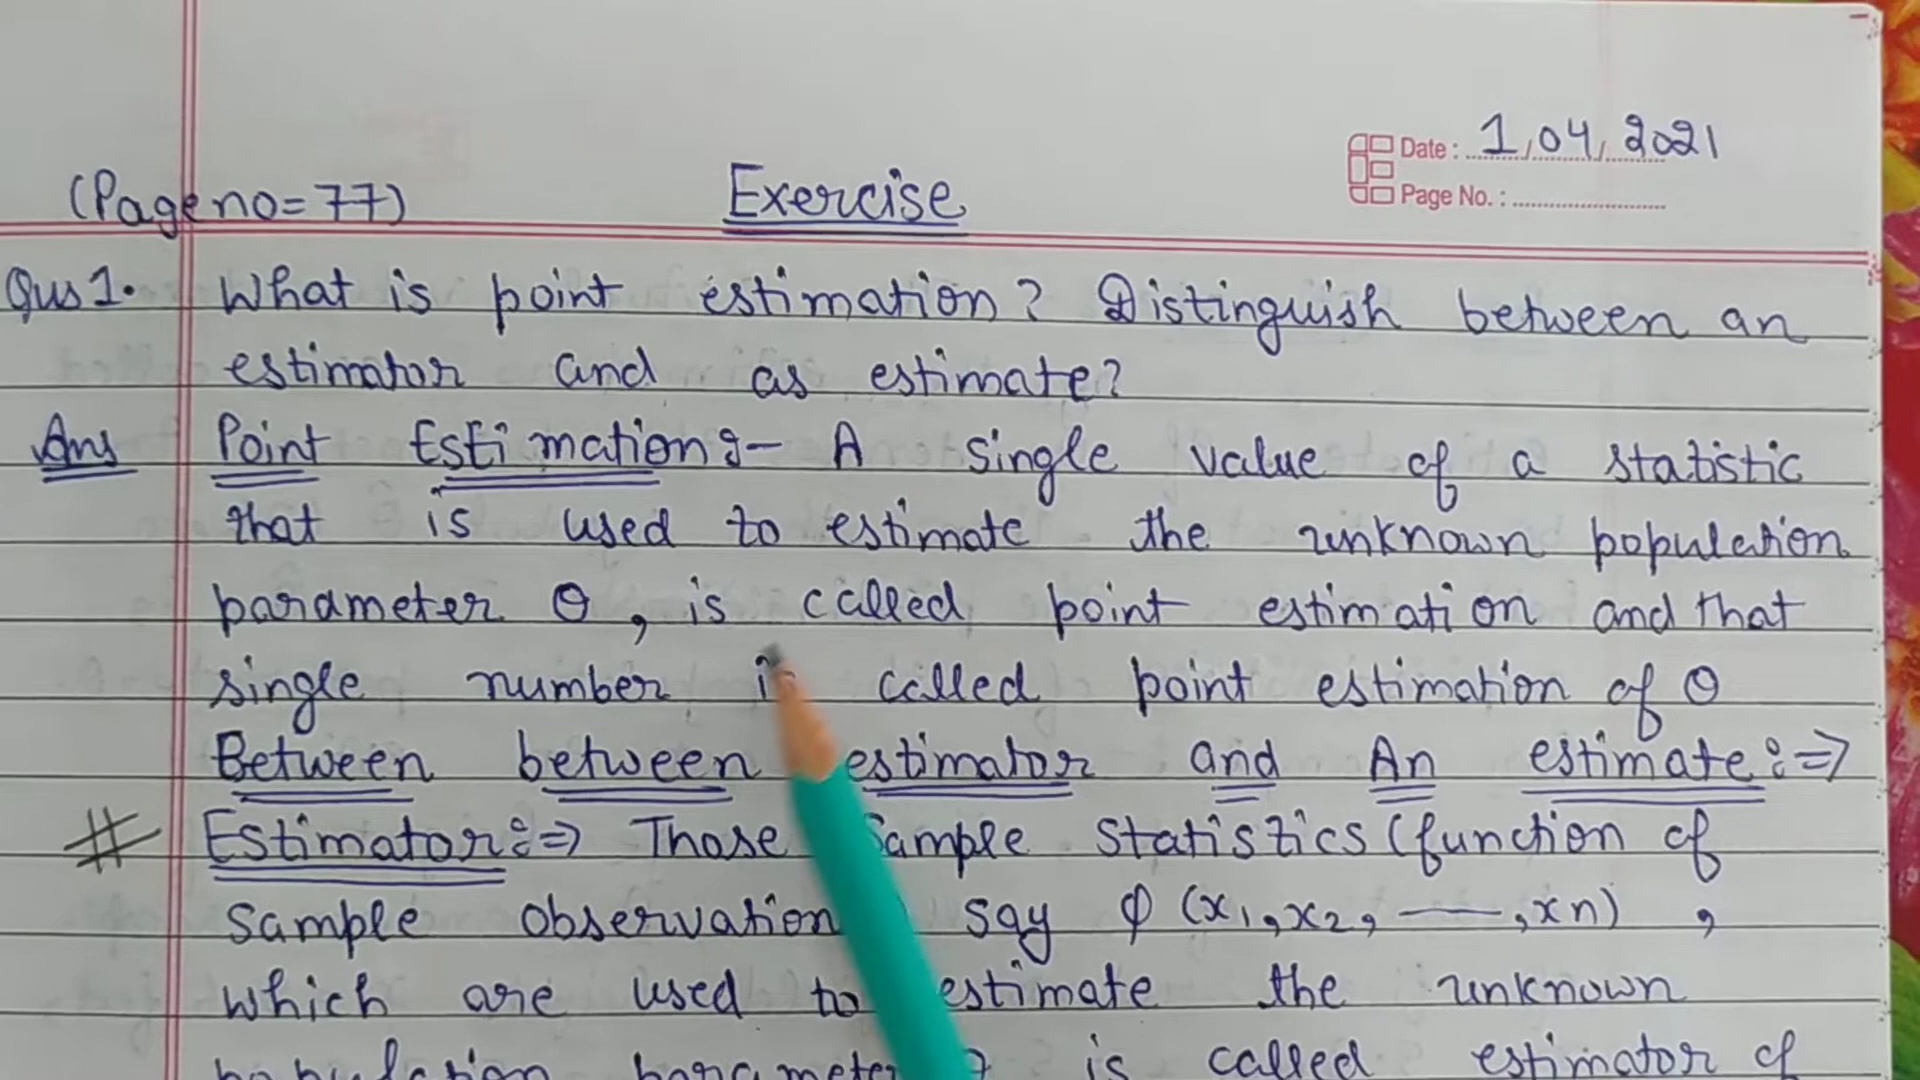 Date: 1/04/2021
Page No.:
(Page no=77) Exercise
Qus 1. What is point estimation? Distinguish between an
estimator and as estimate?
Ans Point Estimation:- A single value of a statistic
that is used to estimate the unknown population
parameter θ, is called point estimation and that
single number called point estimation of θ
Between between estimator and An estimate:⇒
# Estimator:⇒ Those sample statistics (function of
sample observation say φ (x1,x2,—,xn),
which are used to estimate the unknown
population parameter is called estimator of